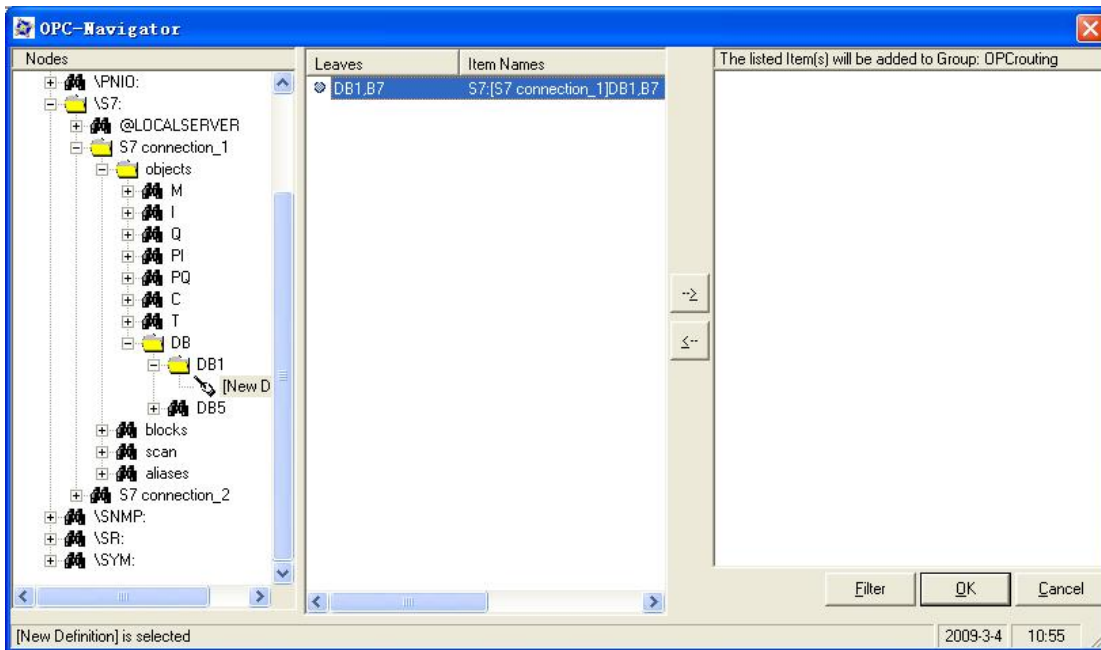 OPC-Navigator
Nodes
\PNIO:
\S7:
@LOCALSERVER
S7 connection_1
objects
M
I
Q
PI
PQ
C
T
DB
DB1
[New D
DB5
blocks
scan
aliases
S7 connection_2
\SNMP:
\SR:
\SYM:
Leaves Item Names
DB1,B7 S7:[S7 connection_1]DB1,B7
-->
<--
The listed Item(s) will be added to Group: OPCrouting
Filter OK Cancel
[New Definition] is selected 2009-3-4 10:55